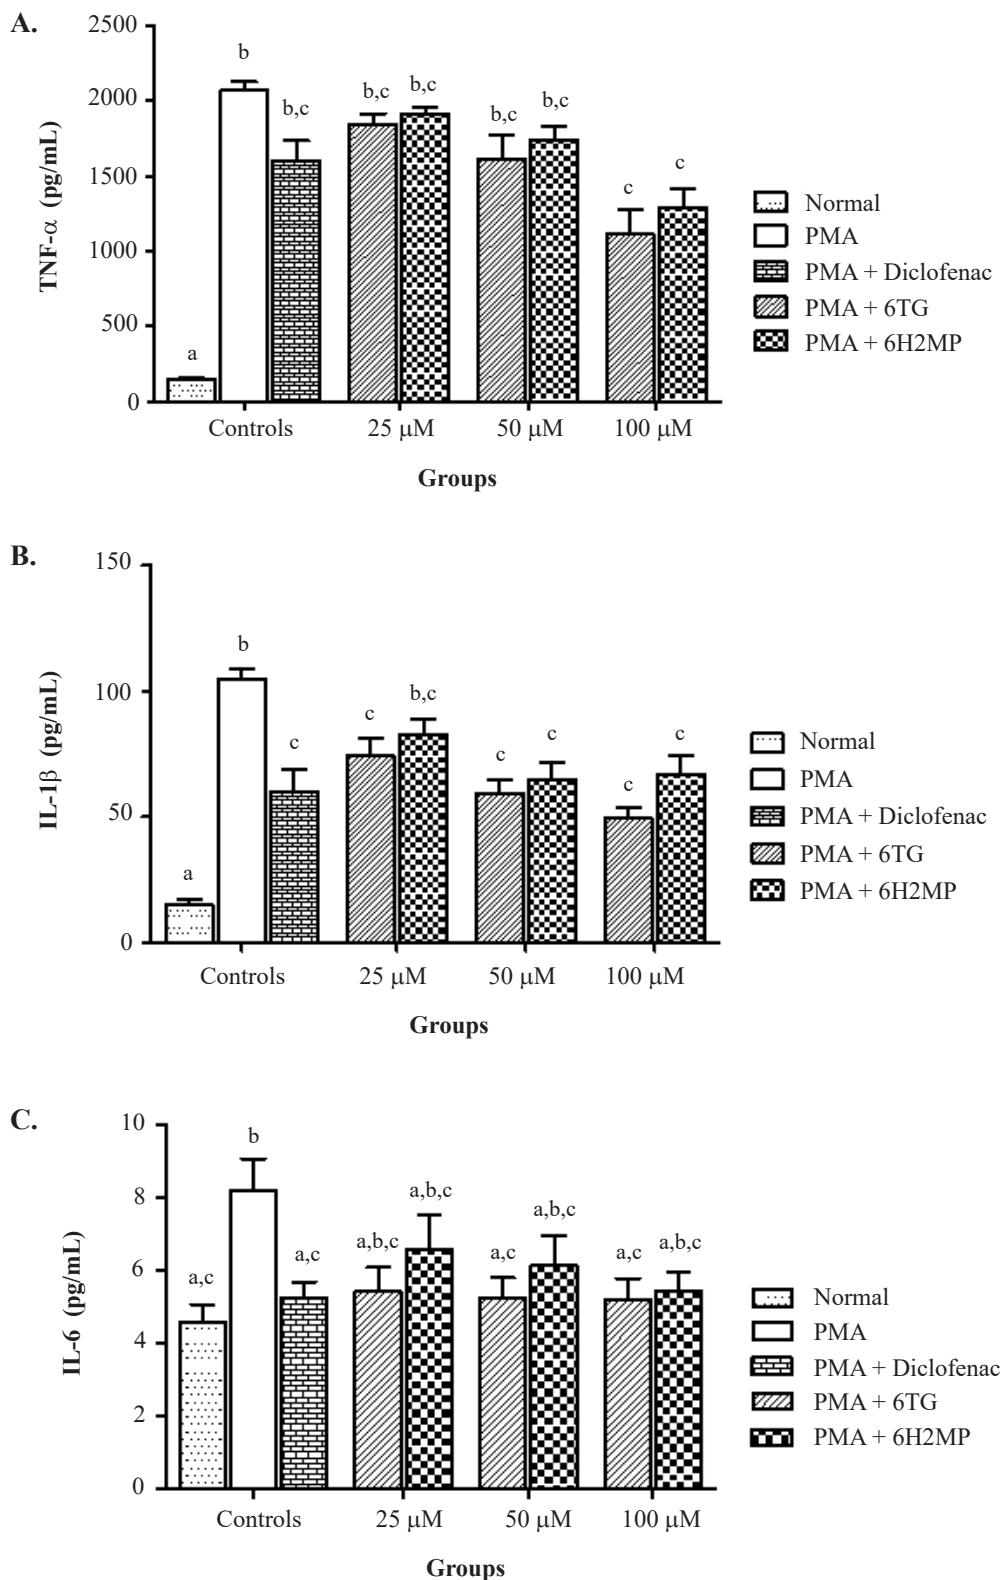 A.
TNF-α (pg/mL)
2500
2000
1500
1000
500
0
a
b
b,c
b,c
b,c
b,c
b,c
c
c
Controls
25 μM
50 μM
100 μM
Groups
Normal
PMA
PMA + Diclofenac
PMA + 6TG
PMA + 6H2MP
B.
IL-1β (pg/mL)
150
100
50
0
a
b
c
c
b,c
c
c
c
c
Controls
25 μM
50 μM
100 μM
Groups
Normal
PMA
PMA + Diclofenac
PMA + 6TG
PMA + 6H2MP
C.
IL-6 (pg/mL)
10
8
6
4
2
0
a,c
b
a,c
a,b,c
a,b,c
a,c
a,b,c
a,c
a,b,c
Controls
25 μM
50 μM
100 μM
Groups
Normal
PMA
PMA + Diclofenac
PMA + 6TG
PMA + 6H2MP